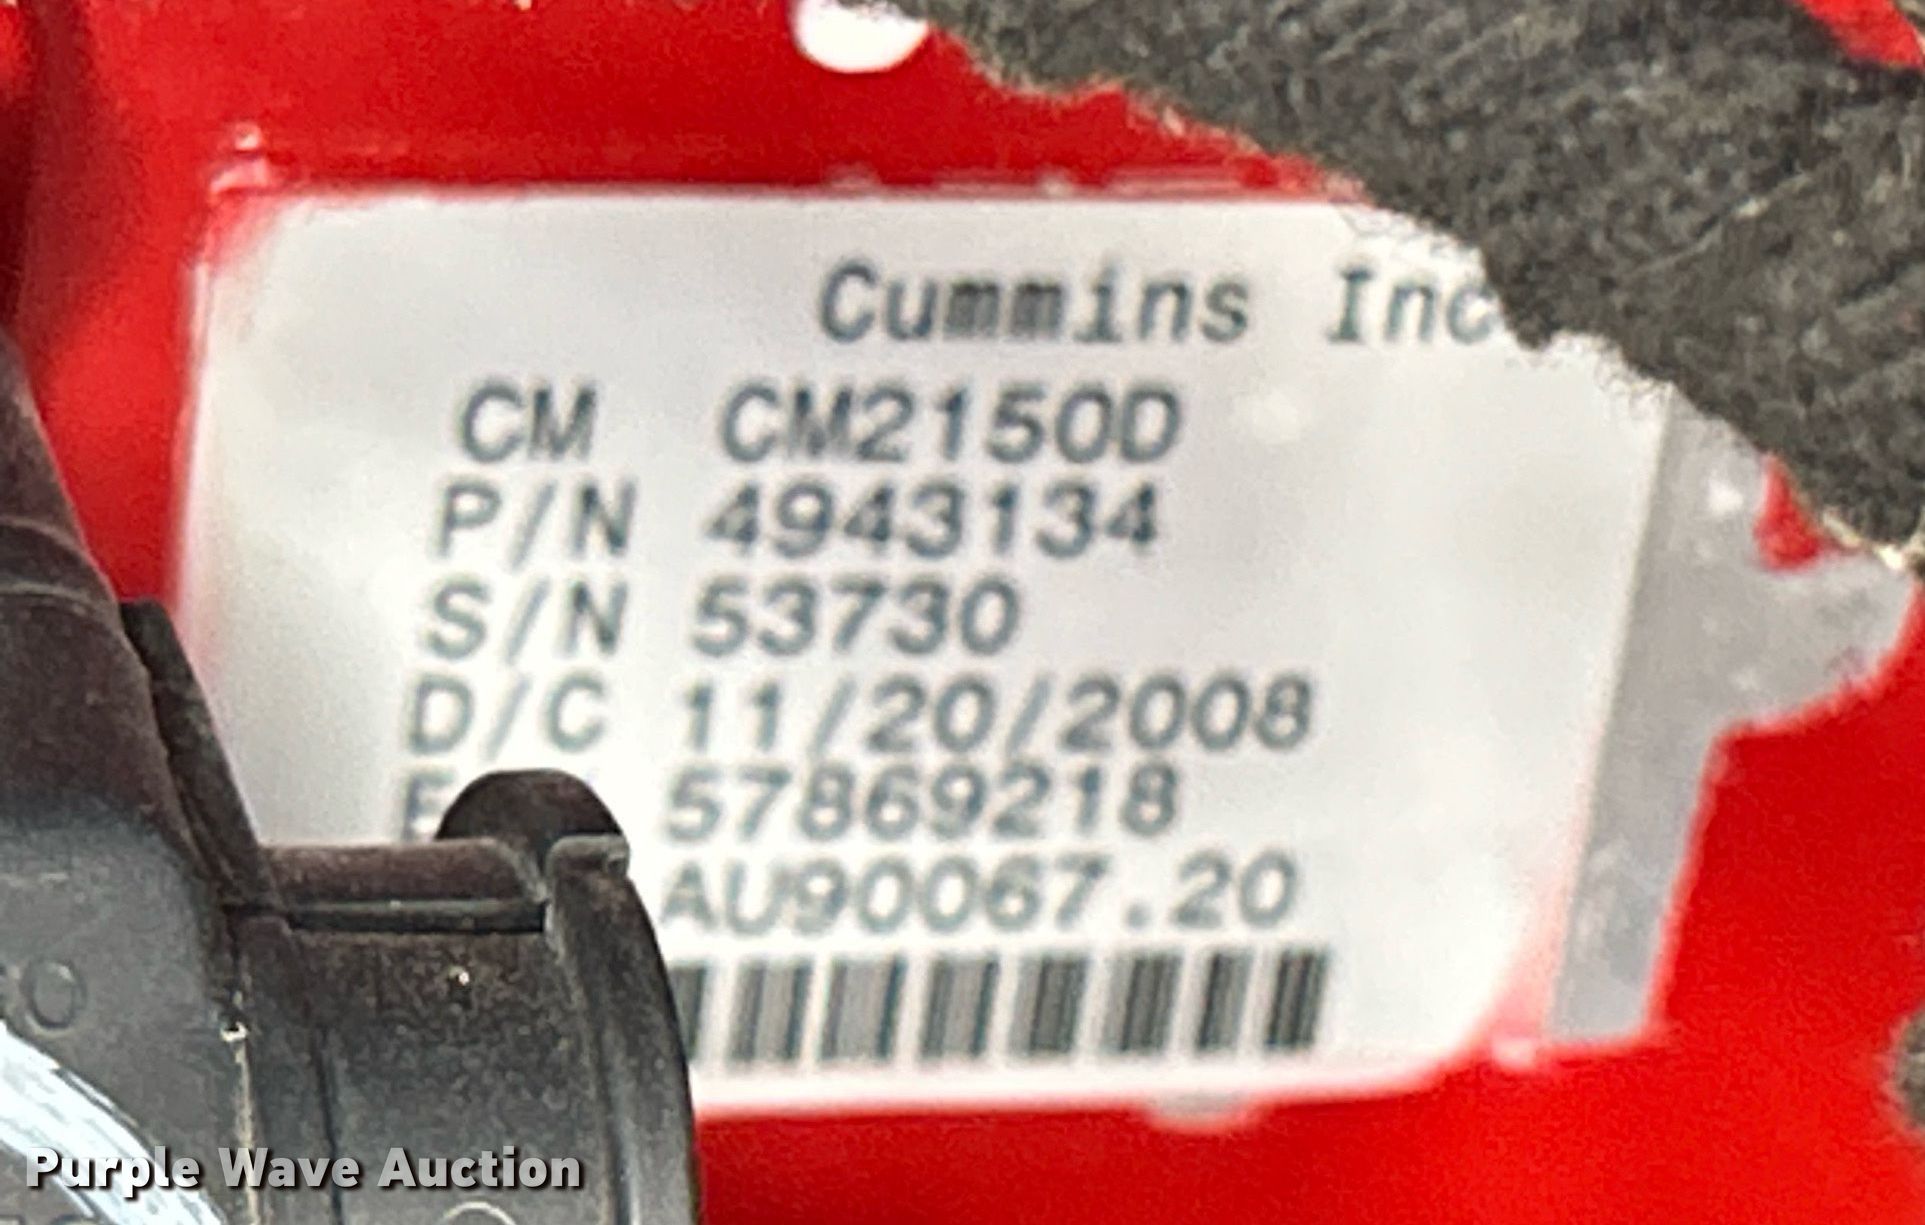 Cummins Inc
CM CM2150D
P/N 4943134
S/N 53730
D/C 11/20/2008
57869218
AU90067.20
Purple Wave Auction